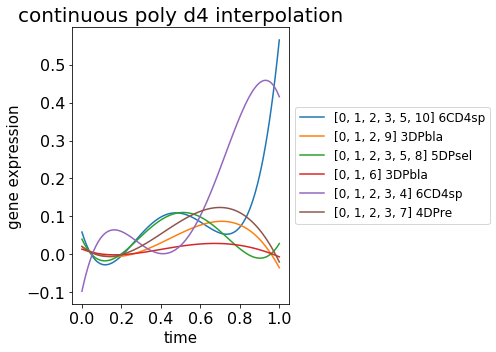 continuous poly d4 interpolation
gene expression
0.5
0.4
0.3
0.2
0.1
0.0
−0.1
0.0 0.2 0.4 0.6 0.8 1.0
time
[0, 1, 2, 3, 5, 10] 6CD4sp
[0, 1, 2, 9] 3DPbla
[0, 1, 2, 3, 5, 8] 5DPsel
[0, 1, 6] 3DPbla
[0, 1, 2, 3, 4] 6CD4sp
[0, 1, 2, 3, 7] 4DPre